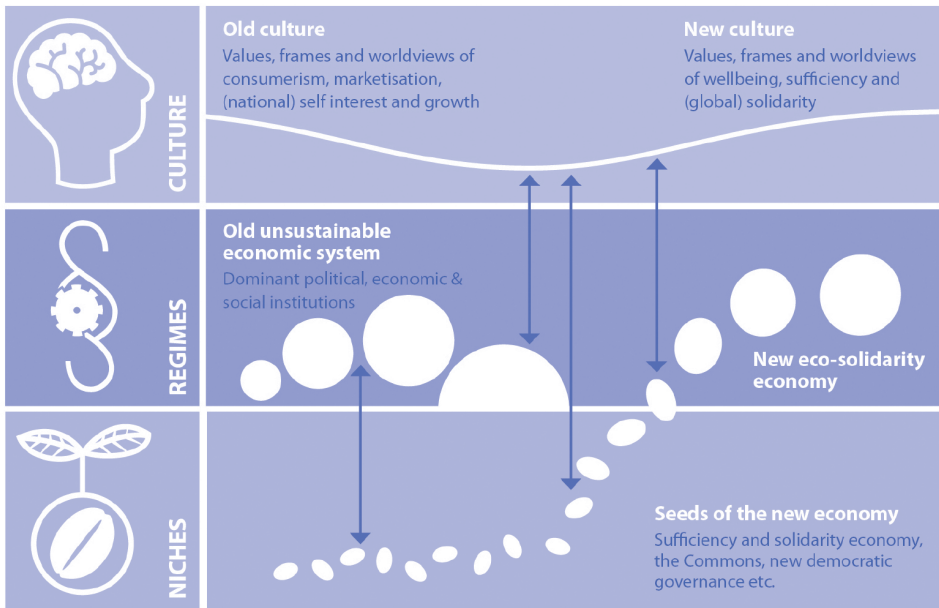 CULTURE
Old culture
Values, frames and worldviews of
consumerism, marketisation,
(national) self interest and growth
New culture
Values, frames and worldviews
of wellbeing, sufficiency and
(global) solidarity
REGIMES
Old unsustainable
economic system
Dominant political, economic &
social institutions
New eco-solidarity
economy
NICHES
Seeds of the new economy
Sufficiency and solidarity economy,
the Commons, new democratic
governance etc.